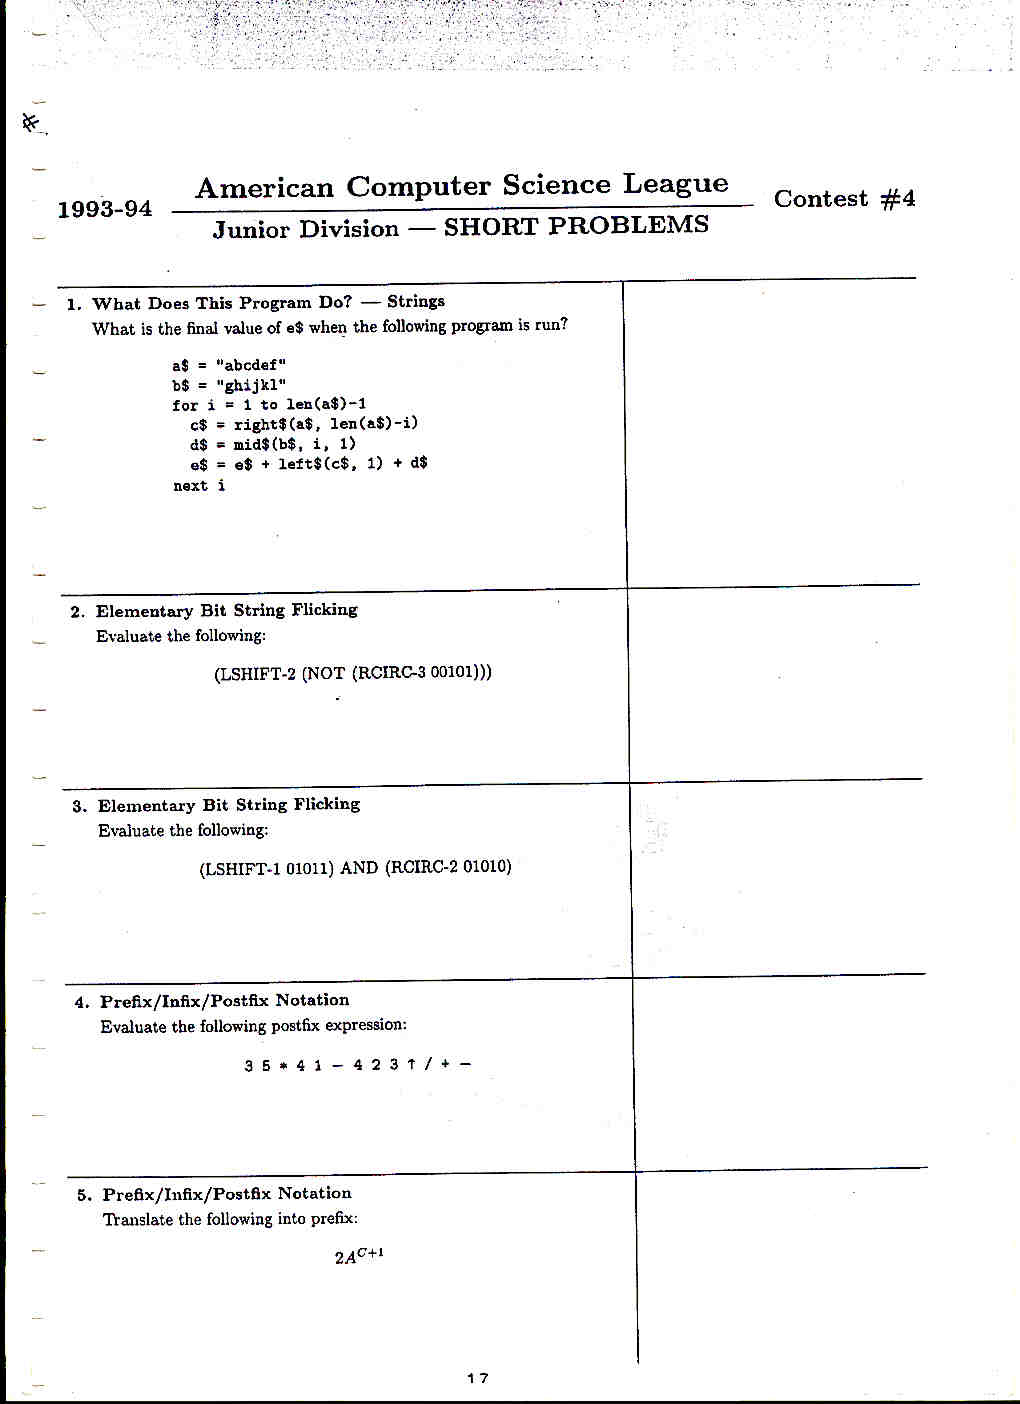 American Computer Science League
1993-94
Contest #4
Junior Division — SHORT PROBLEMS
1. What Does This Program Do? — Strings
What is the final value of e$ when the following program is run?
a$ = "abcdef"
b$ = "ghijkl"
for i = 1 to len(a$)-1
c$ = right$(a$, len(a$)-i)
d$ = mid$(b$, i, 1)
e$ = e$ + left$(c$, 1) + d$
next i
2. Elementary Bit String Flicking
Evaluate the following:
(LSHIFT-2 (NOT (RCIRC-3 00101)))
3. Elementary Bit String Flicking
Evaluate the following:
(LSHIFT-1 01011) AND (RCIRC-2 01010)
4. Prefix/Infix/Postfix Notation
Evaluate the following postfix expression:
3 5 * 4 1 − 4 2 3 ↑ / + −
5. Prefix/Infix/Postfix Notation
Translate the following into prefix:
2A^{C+1}
17